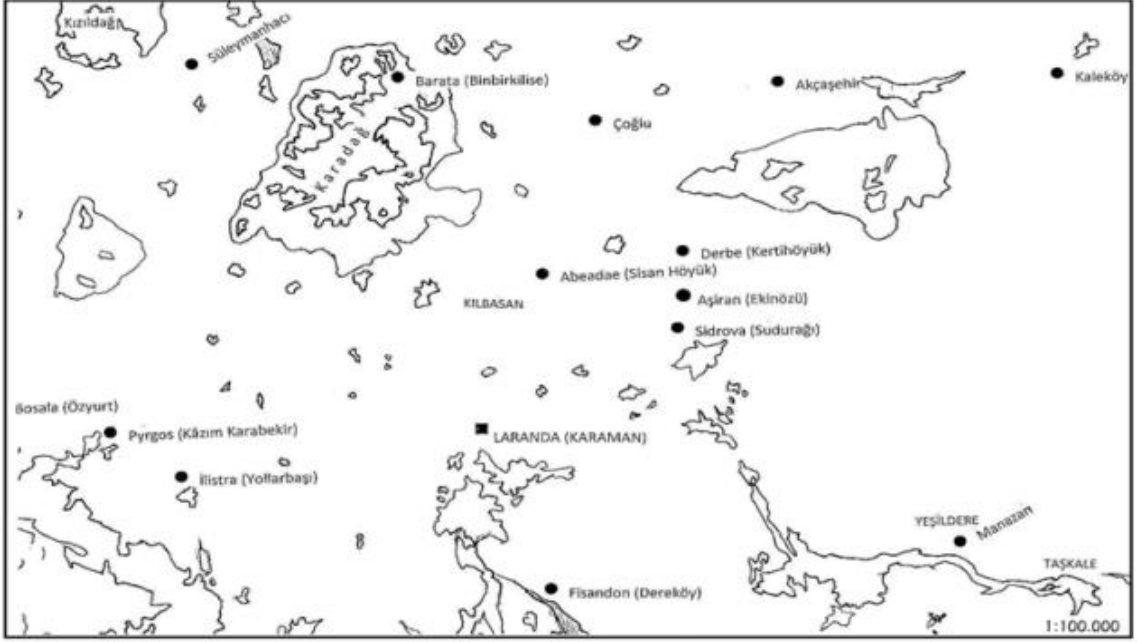 Kızıldağ
Süleymanhacı
Barata (Binbirkilise)
Akçaşehir
Kaleköy
Çoğlu
Karadağ
Derbe (Kertihöyük)
Abeadae (Sisan Höyük)
Aşiran (Ekinözü)
KILBASAN
Sidrova (Sudurağı)
Bosala (Özyurt)
Pyrgos (Kâzım Karabekir)
LARANDA (KARAMAN)
İlistra (Yollarbaşı)
YEŞİLDERE
Manazan
TAŞKALE
Fisandon (Dereköy)
1:100.000